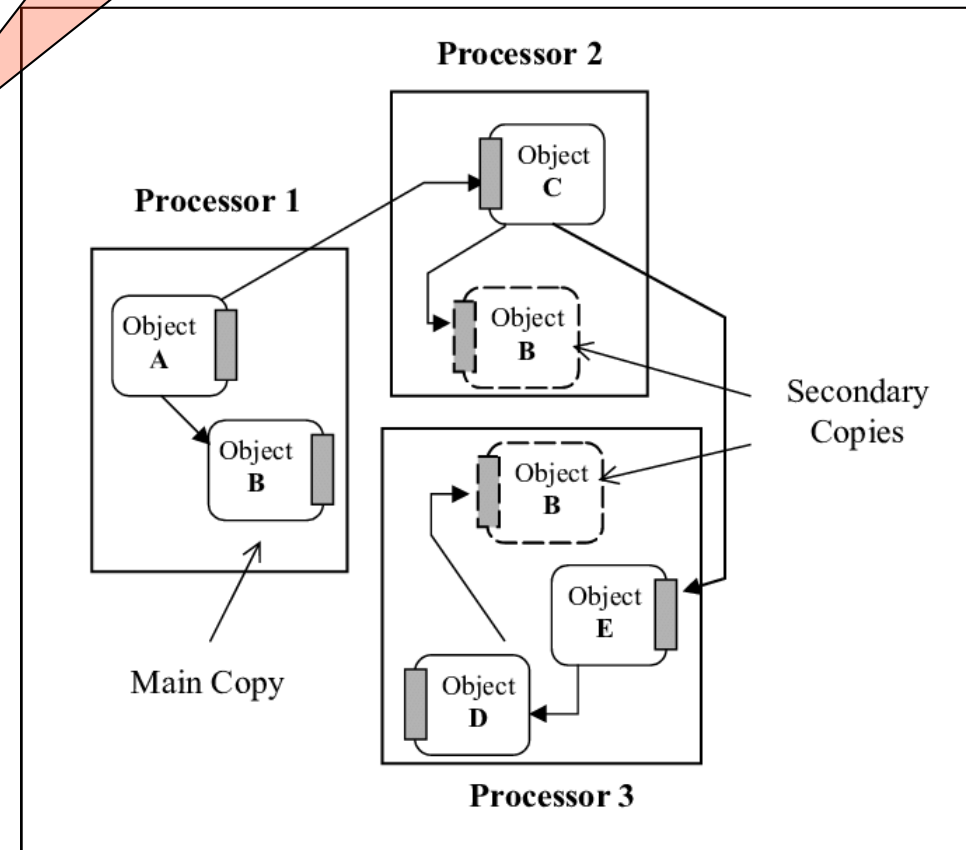 Processor 2
Object
C
Processor 1
Object
A
Object
B
Object
B
Secondary
Copies
Object
B
Object
E
Main Copy
Object
D
Processor 3